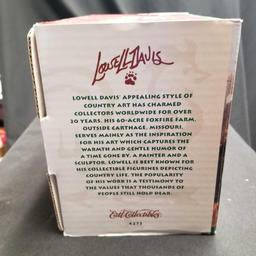 LOWELL DAVIS
LOWELL DAVIS' APPEALING STYLE OF
COUNTRY ART HAS CHARMED
COLLECTORS WORLDWIDE FOR OVER
20 YEARS. HIS 60-ACRE FOXFIRE FARM,
OUTSIDE CARTHAGE, MISSOURI,
SERVES MAINLY AS THE INSPIRATION
FOR HIS ART WHICH CAPTURES THE
WARMTH AND GENTLE HUMOR OF
A TIME GONE BY. A PAINTER AND A
SCULPTOR, LOWELL IS BEST KNOWN FOR
HIS COLLECTIBLE FIGURINES DEPICTING
COUNTRY LIFE. THE POPULARITY OF
HIS WORK IS A TESTIMONY TO
THE VALUES THAT THOUSANDS OF
PEOPLE STILL HOLD DEAR.
Ertl Collectibles
4273